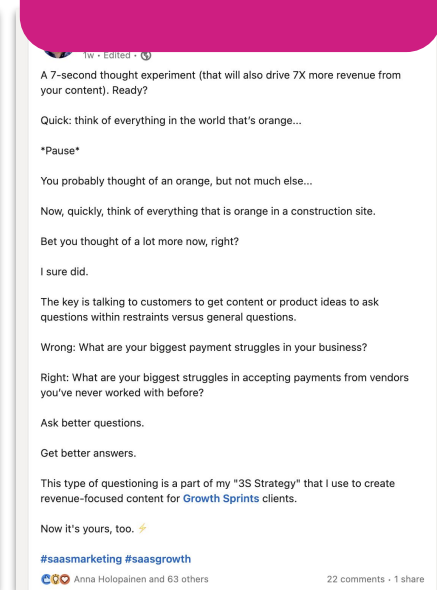 1w • Edited •
A 7-second thought experiment (that will also drive 7X more revenue from
your content). Ready?
Quick: think of everything in the world that's orange...
*Pause*
You probably thought of an orange, but not much else...
Now, quickly, think of everything that is orange in a construction site.
Bet you thought of a lot more now, right?
I sure did.
The key is talking to customers to get content or product ideas to ask
questions within restraints versus general questions.
Wrong: What are your biggest payment struggles in your business?
Right: What are your biggest struggles in accepting payments from vendors
you've never worked with before?
Ask better questions.
Get better answers.
This type of questioning is a part of my "3S Strategy" that I use to create
revenue-focused content for Growth Sprints clients.
Now it's yours, too. ⚡
#saasmarketing #saasgrowth
Anna Holopainen and 63 others 22 comments • 1 share